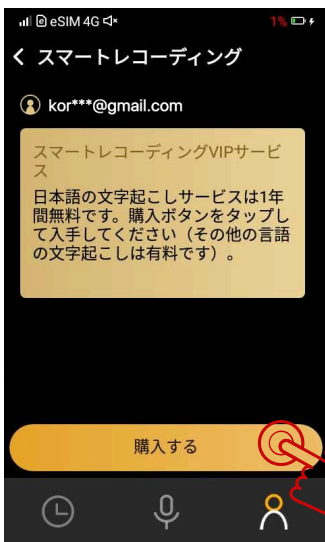 eSIM 4G 1%
スマートレコーディング
kor***@gmail.com
スマートレコーディングVIPサービ
ス
日本語の文字起こしサービスは1年
間無料です。購入ボタンをタップし
て入手してください（その他の言語
の文字起こしは有料です）。
購入する